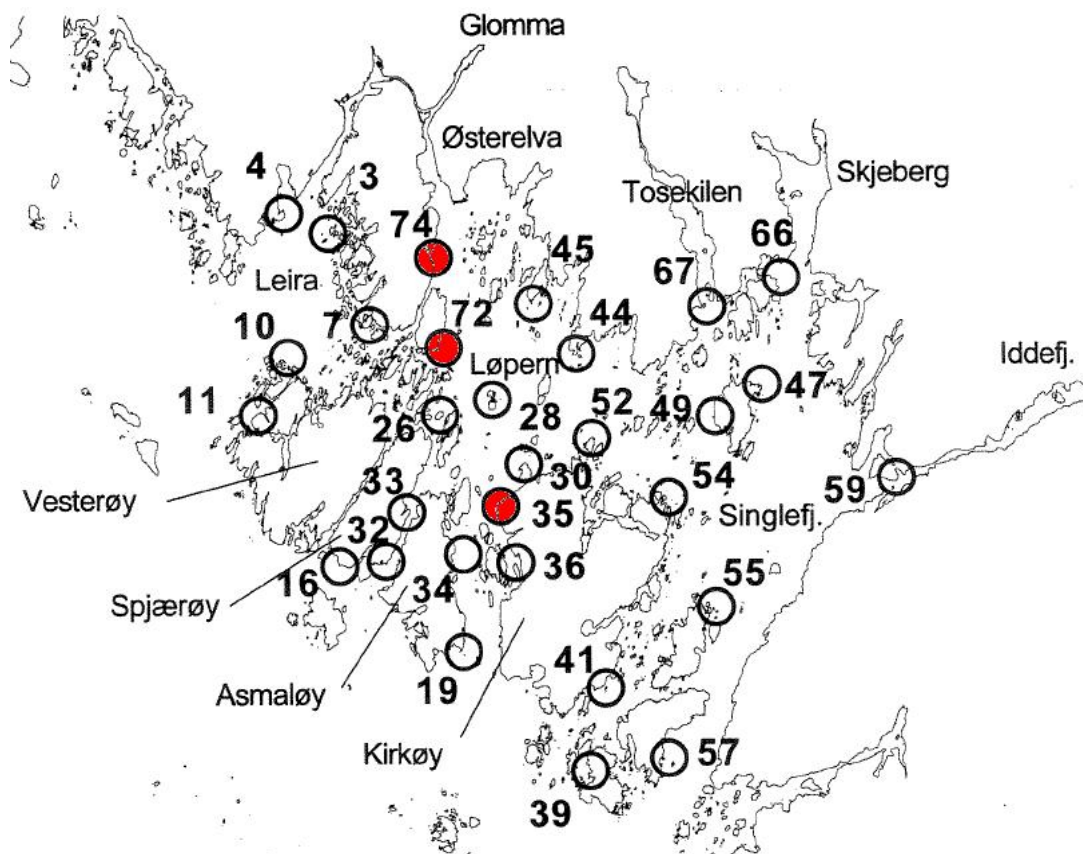 Glomma
Østerelva
Skjeberg
4
3
Tosekilen
74
45
66
67
Leira
10
7
72
44
Løpern
Iddefj.
11
47
26
28
52
49
Vesterøy
33
30
54
59
32
35
Singlefj.
16
34
36
55
Spjærøy
19
41
Asmaløy
Kirkøy
57
39